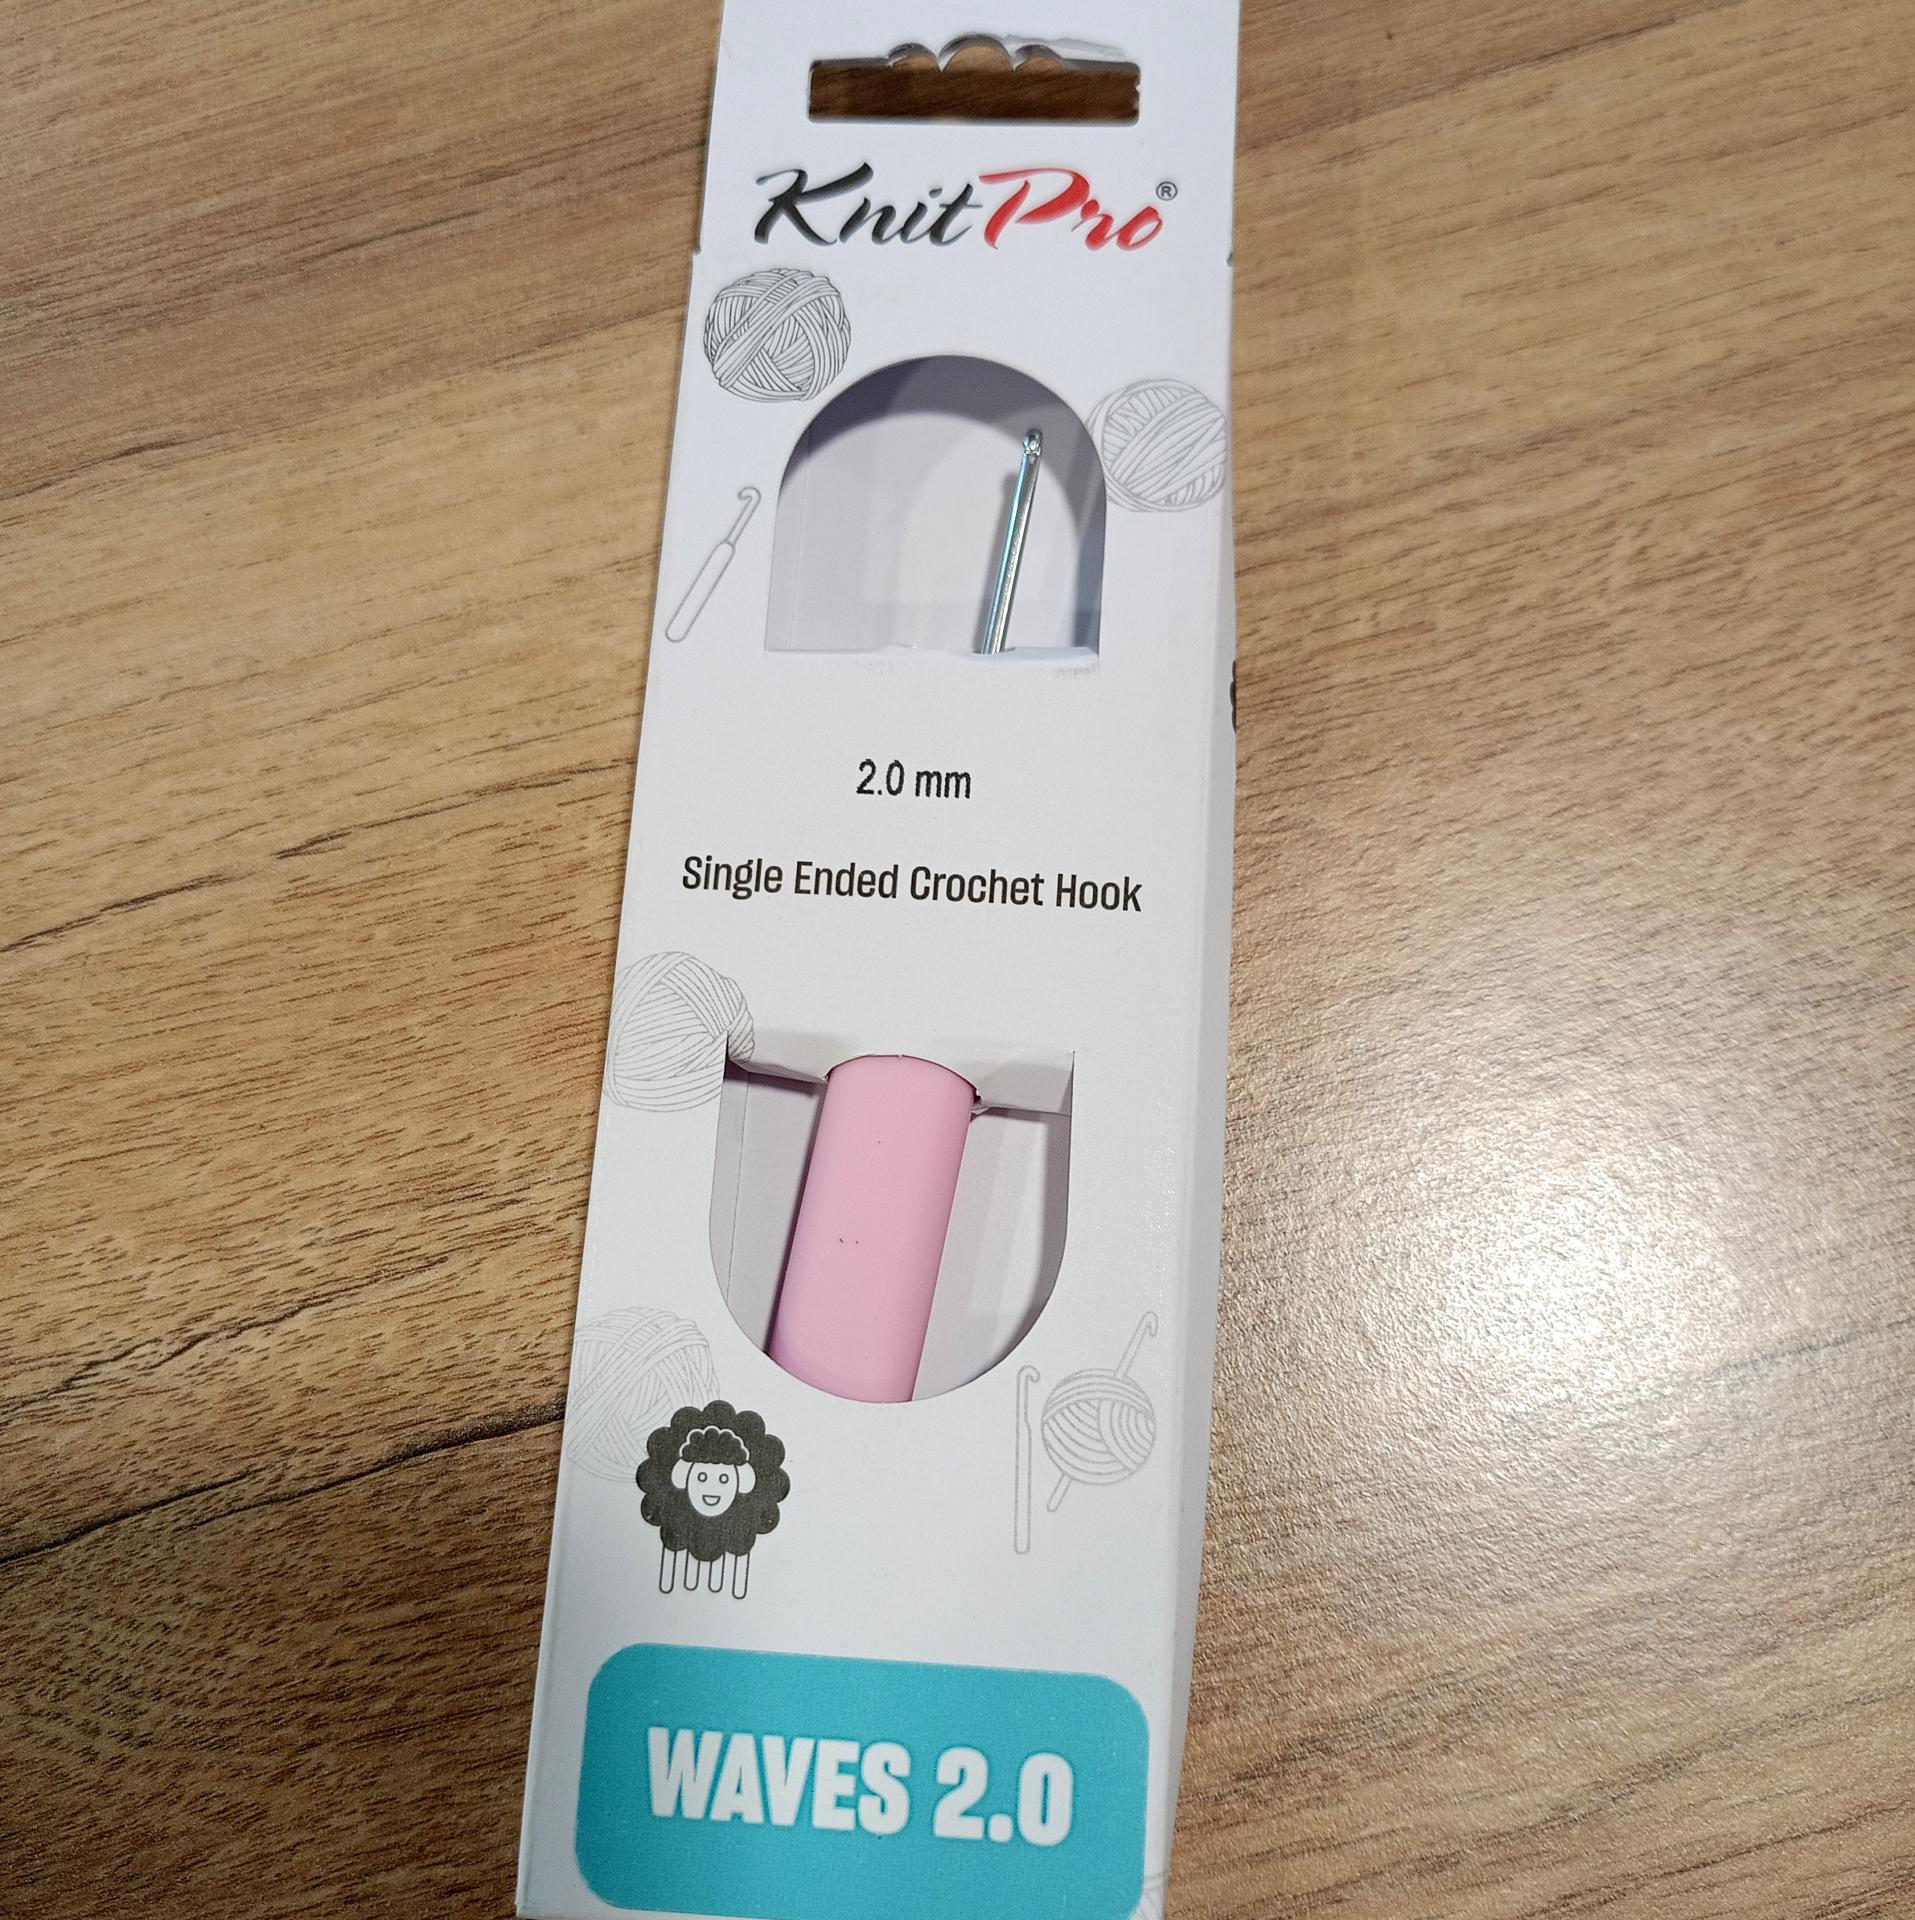 KnitPro®
2.0 mm
Single Ended Crochet Hook
WAVES 2.0